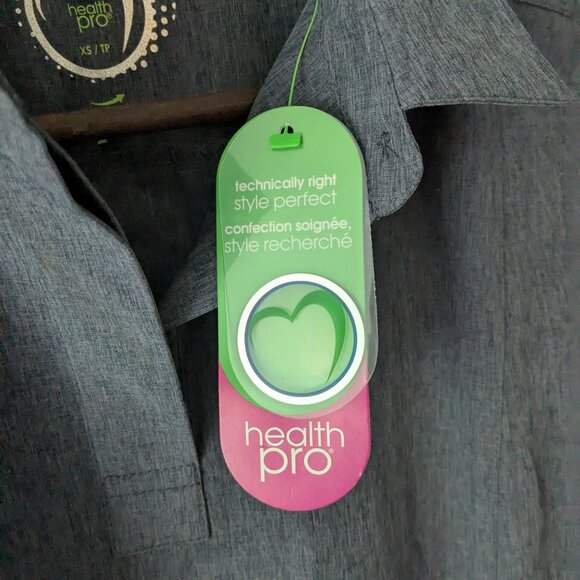 health
pro®
XS / TP
technically right
style perfect
confection soignée,
style recherché
health
pro®